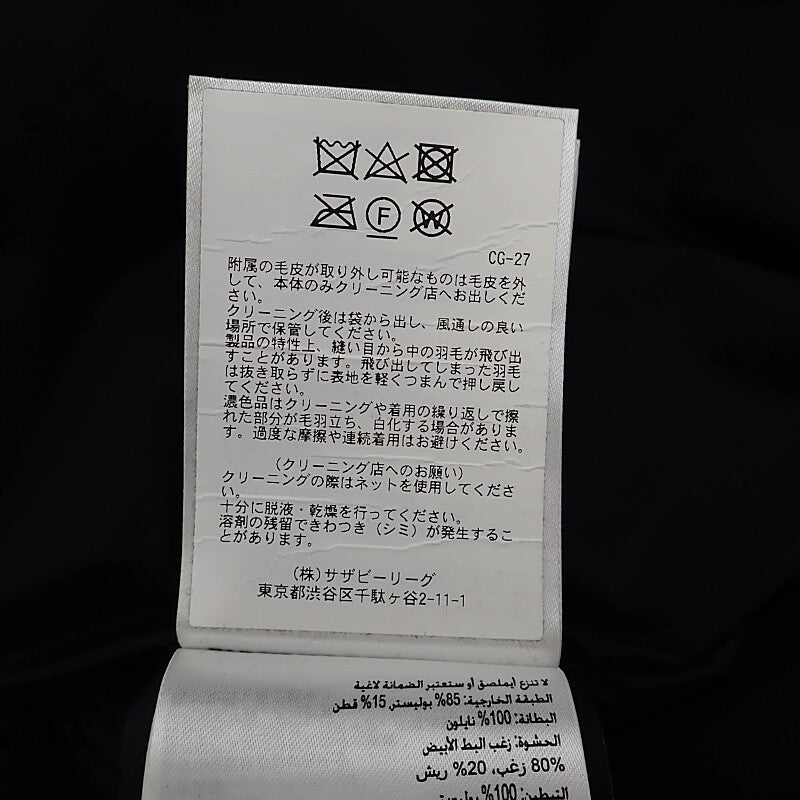 F
W
CG-27
附属の毛皮が取り外し可能なものは毛皮を外
して、本体のみクリーニング店へお出しくだ
さい。
クリーニング後は袋から出し、風通しの良い
場所で保管してください。
製品の特性上、縫い目から中の羽毛が飛び出
すことがあります。飛び出してしまった羽毛
は抜き取らずに表地を軽くつまんで押し戻し
てください。
濃色品はクリーニングや着用の繰り返しで擦
れた部分が毛羽立ち、白化する場合がありま
す。過度な摩擦や連続着用はお避けください。
(クリーニング店へのお願い)
クリーニングの際はネットを使用してくださ
い。
十分に脱液・乾燥を行ってください。
溶剤の残留できわつき(シミ)が発生するこ
とがあります。
(株)サザビーリーグ
東京都渋谷区千駄ヶ谷2-11-1
لا تنزع الملصق أو ستعتبر الضمانة لاغية
الطبقة الخارجية: 85% بوليستر, 15% قطن
البطانة: 100% نايلون
الحشوة: زغب البط الأبيض
80% زغب، 20% ريش
التبطين: 100% بوليستر